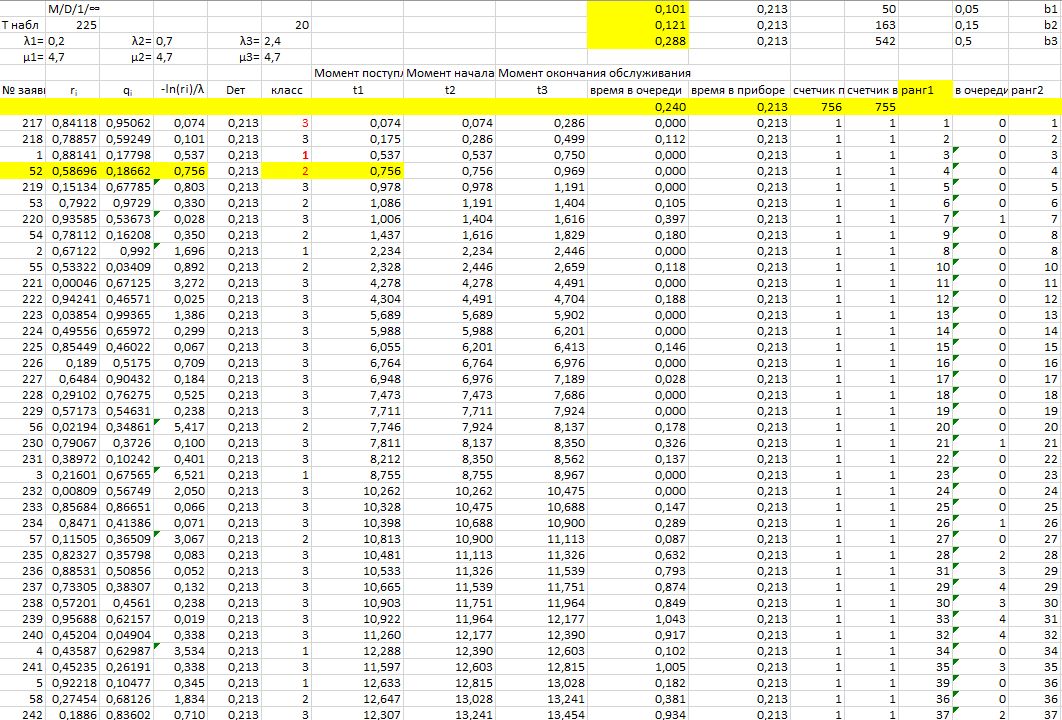 M/D/1/∞ 0,101 0,213 50 0,05 b1
T набл 225 20 0,121 0,213 163 0,15 b2
λ1= 0,2 λ2= 0,7 λ3= 2,4 0,288 0,213 542 0,5 b3
μ1= 4,7 μ2= 4,7 μ3= 4,7
Момент поступ Момент начала Момент окончания обслуживания
№ заяви rᵢ qᵢ -ln(ri)/λ Dет класс t1 t2 t3 время в очереди время в приборе счетчик п счетчик в ранг1 в очереди ранг2
0,240 0,213 756 755
217 0,84118 0,95062 0,074 0,213 3 0,074 0,074 0,286 0,000 0,213 1 1 1 0 1
218 0,78857 0,59249 0,101 0,213 3 0,175 0,286 0,499 0,112 0,213 1 1 2 0 2
1 0,88141 0,17798 0,537 0,213 1 0,537 0,537 0,750 0,000 0,213 1 1 3 0 3
52 0,58696 0,18662 0,756 0,213 2 0,756 0,756 0,969 0,000 0,213 1 1 4 0 4
219 0,15134 0,67785 0,803 0,213 3 0,978 0,978 1,191 0,000 0,213 1 1 5 0 5
53 0,7922 0,9729 0,330 0,213 2 1,086 1,191 1,404 0,105 0,213 1 1 6 0 6
220 0,93585 0,53673 0,028 0,213 3 1,006 1,404 1,616 0,397 0,213 1 1 7 1 7
54 0,78112 0,16208 0,350 0,213 2 1,437 1,616 1,829 0,180 0,213 1 1 9 0 8
2 0,67122 0,992 1,696 0,213 1 2,234 2,234 2,446 0,000 0,213 1 1 8 0 8
55 0,53322 0,03409 0,892 0,213 2 2,328 2,446 2,659 0,118 0,213 1 1 10 0 10
221 0,00046 0,67125 3,272 0,213 3 4,278 4,278 4,491 0,000 0,213 1 1 11 0 11
222 0,94241 0,46571 0,025 0,213 3 4,304 4,491 4,704 0,188 0,213 1 1 12 0 12
223 0,03854 0,99365 1,386 0,213 3 5,689 5,689 5,902 0,000 0,213 1 1 13 0 13
224 0,49556 0,65972 0,299 0,213 3 5,988 5,988 6,201 0,000 0,213 1 1 14 0 14
225 0,85449 0,46022 0,067 0,213 3 6,055 6,201 6,413 0,146 0,213 1 1 15 0 15
226 0,189 0,5175 0,709 0,213 3 6,764 6,764 6,976 0,000 0,213 1 1 16 0 16
227 0,6484 0,90432 0,184 0,213 3 6,948 6,976 7,189 0,028 0,213 1 1 17 0 17
228 0,29102 0,76275 0,525 0,213 3 7,473 7,473 7,686 0,000 0,213 1 1 18 0 18
229 0,57173 0,54631 0,238 0,213 3 7,711 7,711 7,924 0,000 0,213 1 1 19 0 19
56 0,02194 0,34861 5,417 0,213 2 7,746 7,924 8,137 0,178 0,213 1 1 20 0 20
230 0,79067 0,3726 0,100 0,213 3 7,811 8,137 8,350 0,326 0,213 1 1 21 1 21
231 0,38972 0,10242 0,401 0,213 3 8,212 8,350 8,562 0,137 0,213 1 1 22 0 22
3 0,21601 0,67565 6,521 0,213 1 8,755 8,755 8,967 0,000 0,213 1 1 23 0 23
232 0,00809 0,56749 2,050 0,213 3 10,262 10,262 10,475 0,000 0,213 1 1 24 0 24
233 0,85684 0,86651 0,066 0,213 3 10,328 10,475 10,688 0,147 0,213 1 1 25 0 25
234 0,8471 0,41386 0,071 0,213 3 10,398 10,688 10,900 0,289 0,213 1 1 26 1 26
57 0,11505 0,36509 3,067 0,213 2 10,813 10,900 11,113 0,087 0,213 1 1 27 0 27
235 0,82327 0,35798 0,083 0,213 3 10,481 11,113 11,326 0,632 0,213 1 1 28 2 28
236 0,88531 0,50856 0,052 0,213 3 10,533 11,326 11,539 0,793 0,213 1 1 31 3 29
237 0,73305 0,38307 0,132 0,213 3 10,665 11,539 11,751 0,874 0,213 1 1 29 4 29
238 0,57201 0,4561 0,238 0,213 3 10,903 11,751 11,964 0,849 0,213 1 1 30 3 30
239 0,95688 0,62157 0,019 0,213 3 10,922 11,964 12,177 1,043 0,213 1 1 33 4 31
240 0,45204 0,04904 0,338 0,213 3 11,260 12,177 12,390 0,917 0,213 1 1 32 4 32
4 0,43587 0,62987 3,534 0,213 1 12,288 12,390 12,603 0,102 0,213 1 1 34 0 34
241 0,45235 0,26191 0,338 0,213 3 11,597 12,603 12,815 1,005 0,213 1 1 35 3 35
5 0,92218 0,10477 0,345 0,213 1 12,633 12,815 13,028 0,182 0,213 1 1 39 0 36
58 0,27454 0,68126 1,834 0,213 2 12,647 13,028 13,241 0,381 0,213 1 1 36 0 36
242 0,1886 0,83602 0,710 0,213 3 12,307 13,241 13,454 0,934 0,213 1 1 37 2 37